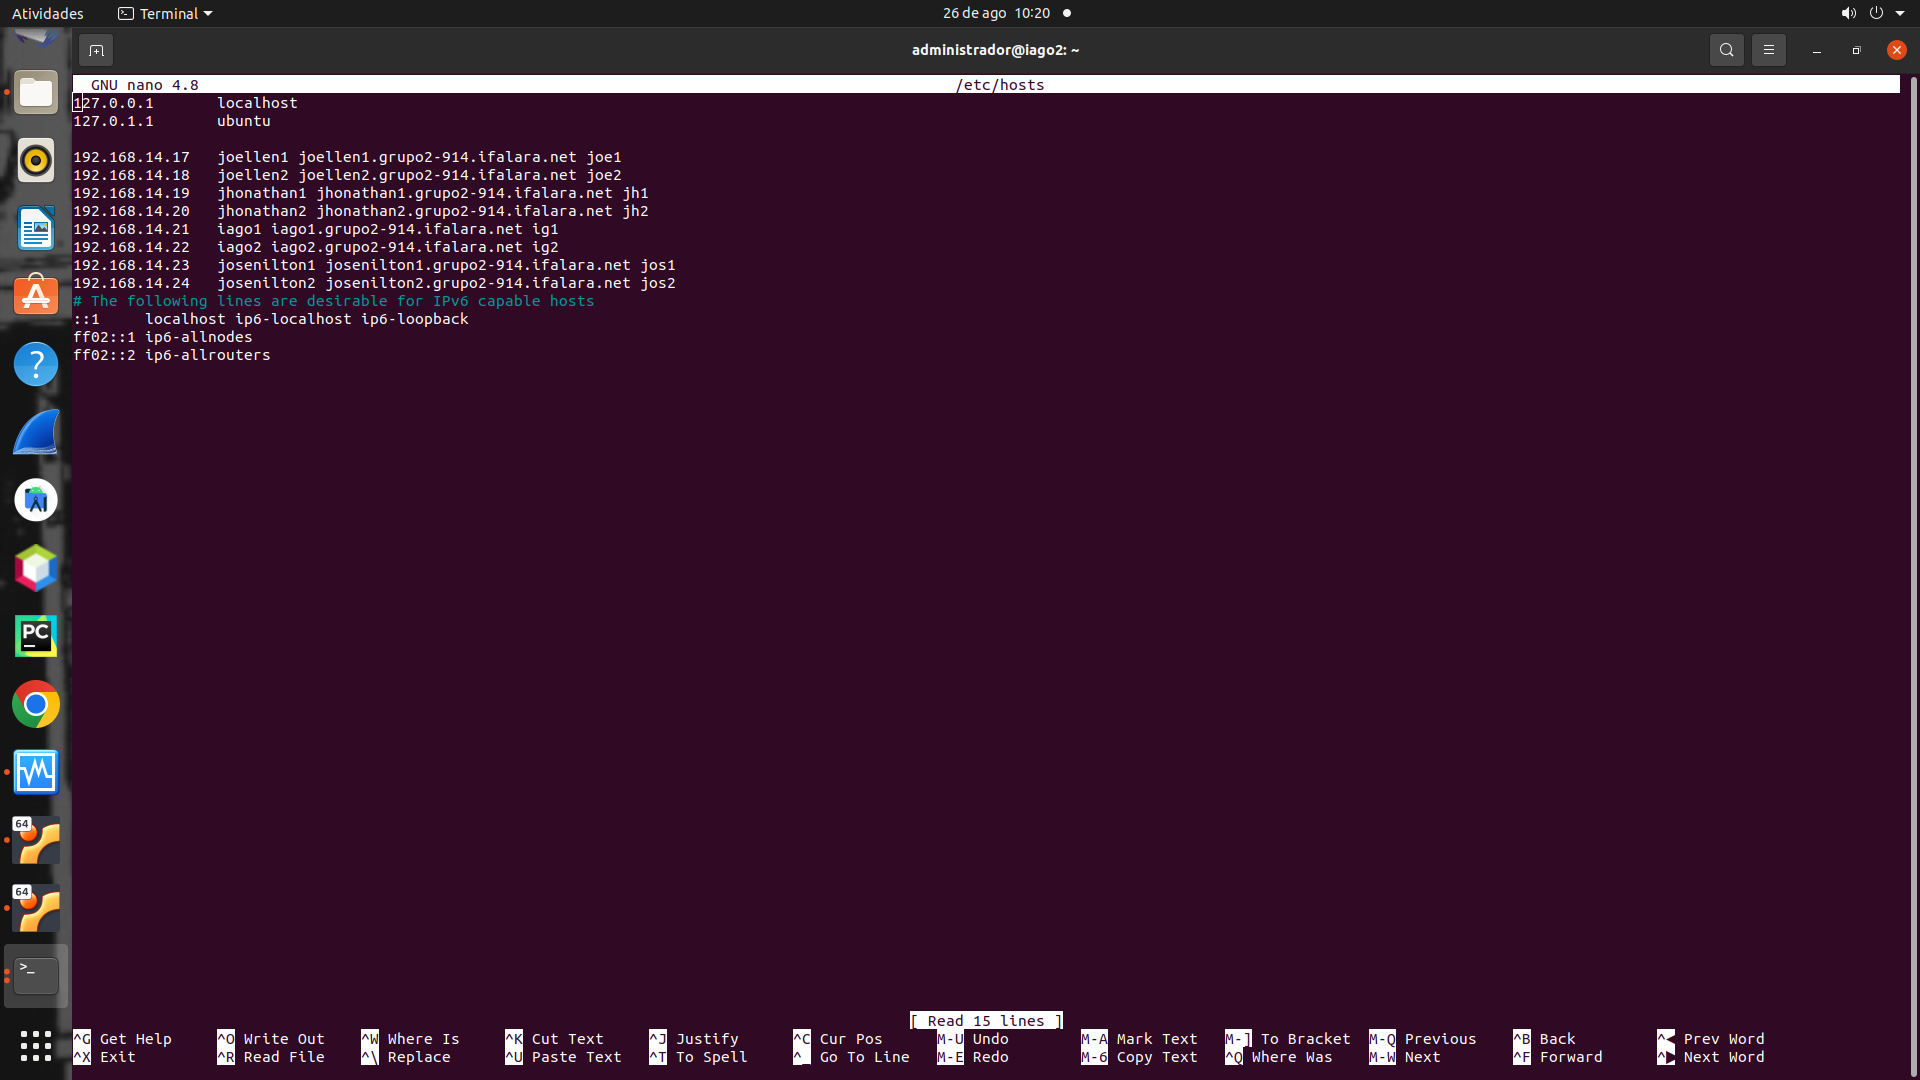 Atividades Terminal 26 de ago 10:20
administrador@iago2: ~
GNU nano 4.8 /etc/hosts
127.0.0.1 localhost
127.0.1.1 ubuntu
192.168.14.17 joellen1 joellen1.grupo2-914.ifalara.net joe1
192.168.14.18 joellen2 joellen2.grupo2-914.ifalara.net joe2
192.168.14.19 jhonathan1 jhonathan1.grupo2-914.ifalara.net jh1
192.168.14.20 jhonathan2 jhonathan2.grupo2-914.ifalara.net jh2
192.168.14.21 iago1 iago1.grupo2-914.ifalara.net ig1
192.168.14.22 iago2 iago2.grupo2-914.ifalara.net ig2
192.168.14.23 josenilton1 josenilton1.grupo2-914.ifalara.net jos1
192.168.14.24 josenilton2 josenilton2.grupo2-914.ifalara.net jos2
# The following lines are desirable for IPv6 capable hosts
::1 localhost ip6-localhost ip6-loopback
ff02::1 ip6-allnodes
ff02::2 ip6-allrouters
PC
64
64
>_
[ Read 15 lines ]
^G Get Help ^O Write Out ^W Where Is ^K Cut Text ^J Justify ^C Cur Pos M-U Undo M-A Mark Text M-] To Bracket M-Q Previous ^B Back ^◀ Prev Word
^X Exit ^R Read File ^\ Replace ^U Paste Text ^T To Spell ^_ Go To Line M-E Redo M-6 Copy Text ^Q Where Was M-W Next ^F Forward ^▶ Next Word